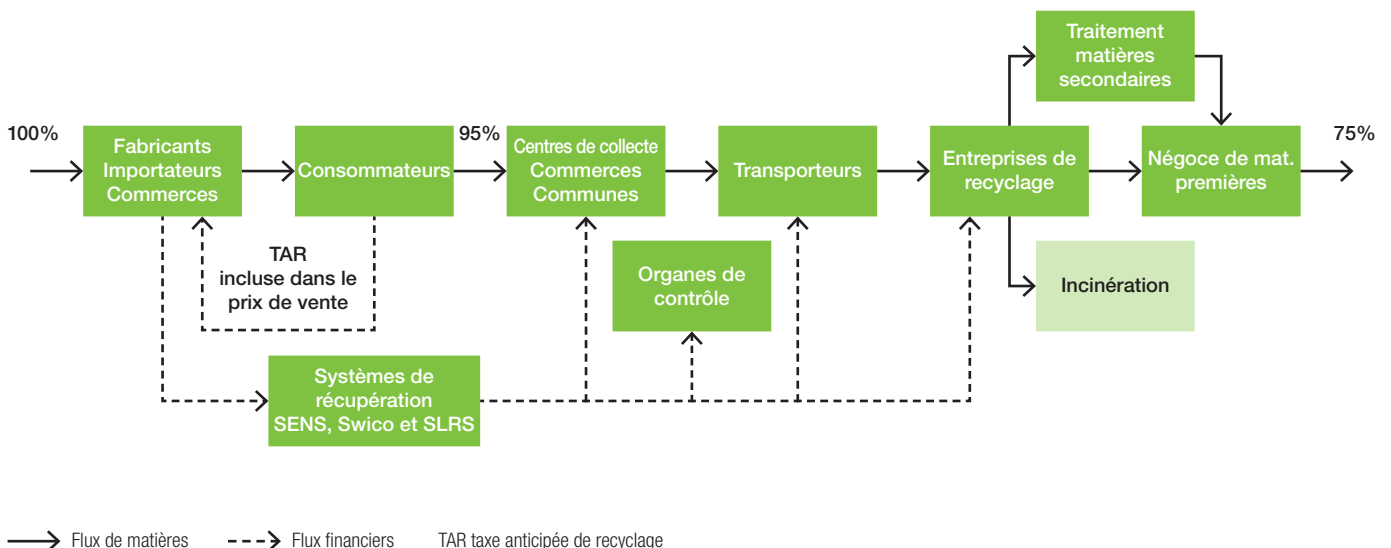 Traitement
matières
secondaires
100%
Fabricants
Importateurs
Commerces
Consommateurs
95%
Centres de collecte
Commerces
Communes
Transporteurs
Entreprises de
recyclage
Négoce de mat.
premières
75%
TAR
incluse dans le
prix de vente
Organes de
contrôle
Incinération
Systèmes de
récupération
SENS, Swico et SLRS
Flux de matières
Flux financiers
TAR taxe anticipée de recyclage